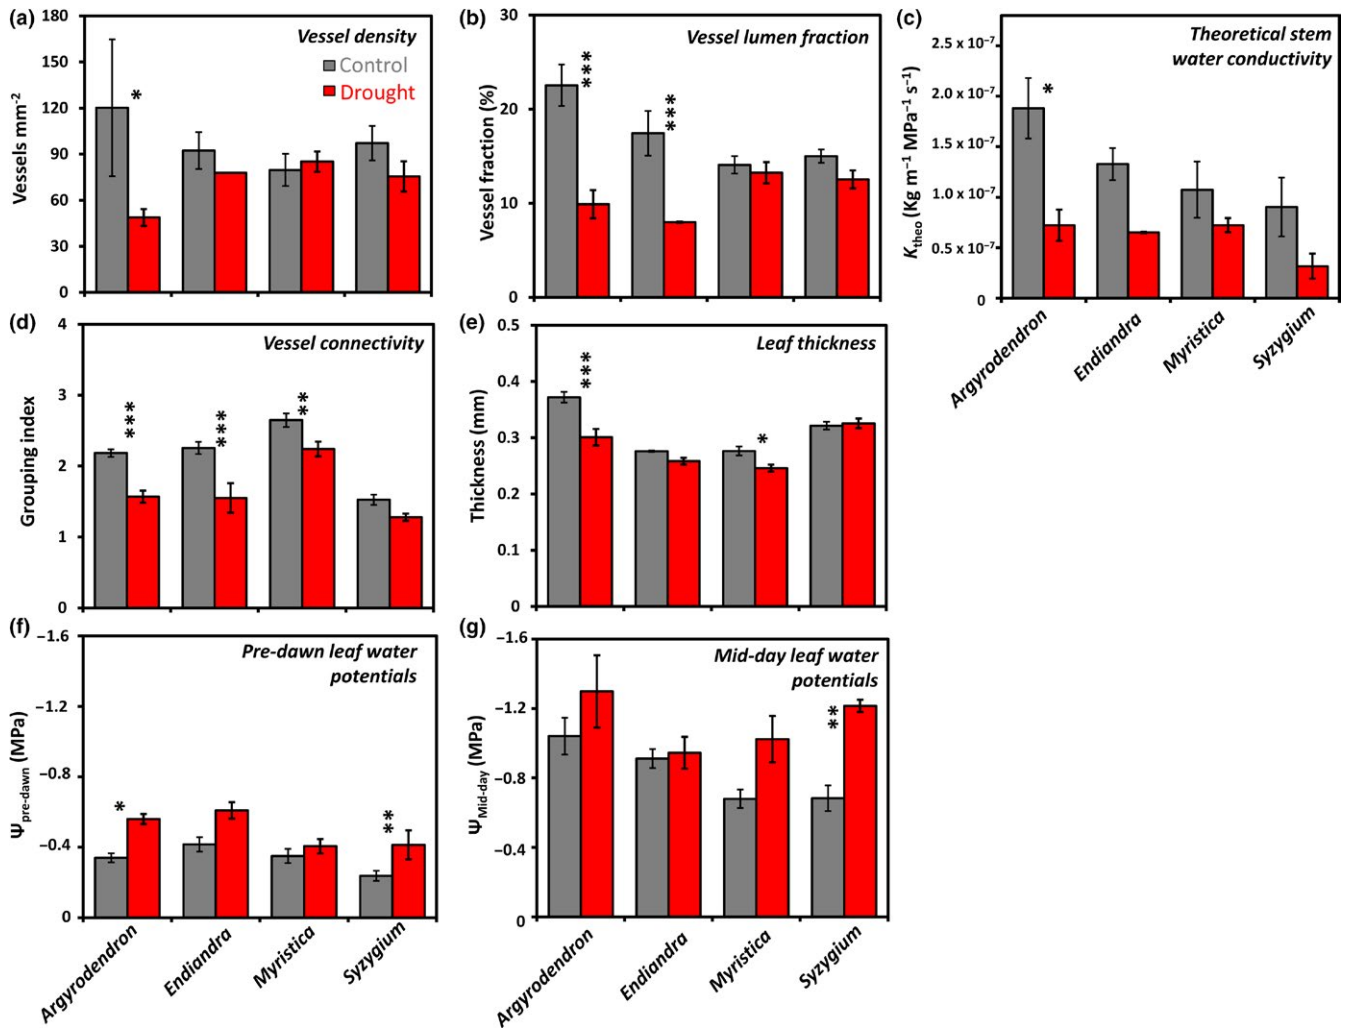 (a)
Vessel density
Control
Drought
Vessels mm⁻²
180
150
120
90
60
30
0
*
(b)
Vessel lumen fraction
Vessel fraction (%)
30
20
10
0
***
***
(c)
Theoretical stem
water conductivity
Ktheo (Kg m⁻¹ MPa⁻¹ s⁻¹)
2.5 x 10⁻⁷
2.0 x 10⁻⁷
1.5 x 10⁻⁷
1.0 x 10⁻⁷
0.5 x 10⁻⁷
0
*
Argyrodendron
Endiandra
Myristica
Syzygium
(d)
Vessel connectivity
Grouping index
4
3
2
1
0
***
***
**
(e)
Leaf thickness
Thickness (mm)
0.5
0.4
0.3
0.2
0.1
0
***
*
(f)
Pre-dawn leaf water
potentials
Ψpre-dawn (MPa)
–1.6
–1.2
–0.8
–0.4
0
*
**
Argyrodendron
Endiandra
Myristica
Syzygium
(g)
Mid-day leaf water
potentials
ΨMid-day (MPa)
–1.6
–1.2
–0.8
–0.4
0
**
Argyrodendron
Endiandra
Myristica
Syzygium